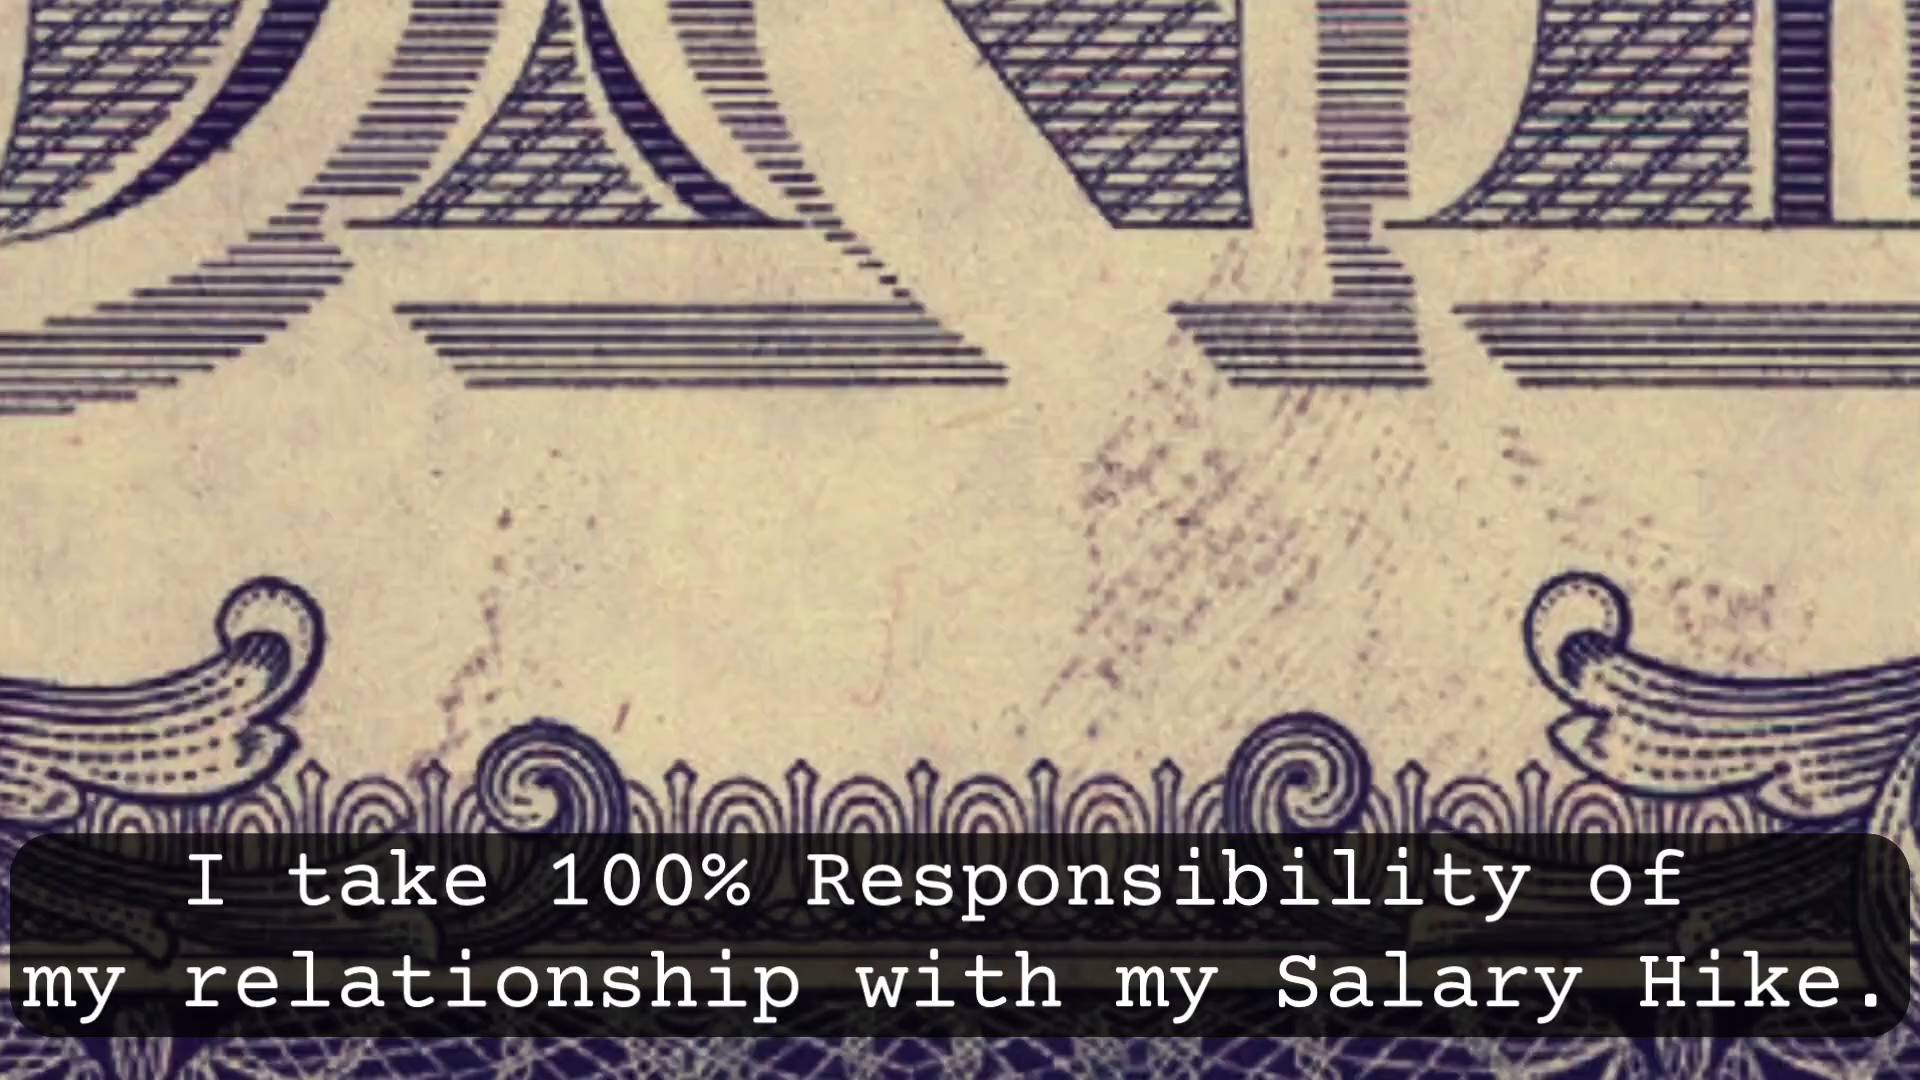 I take 100% Responsibility of
my relationship with my Salary Hike.